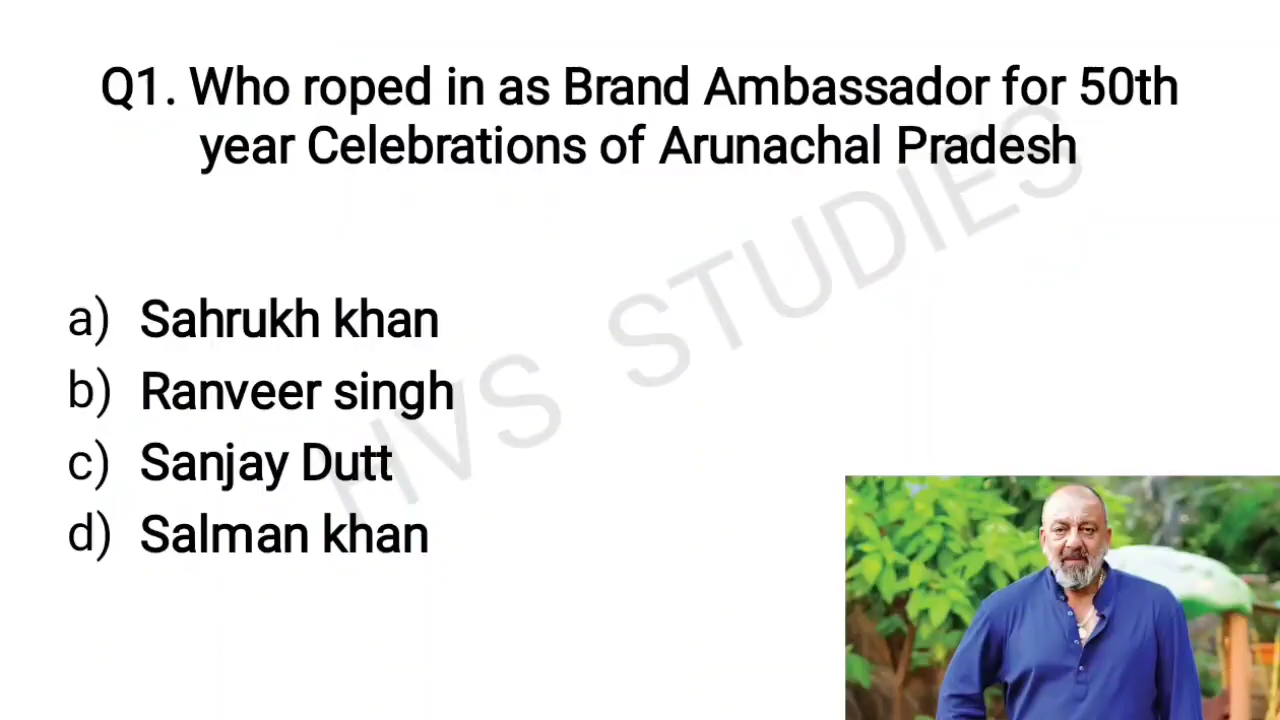 Q1. Who roped in as Brand Ambassador for 50th
year Celebrations of Arunachal Pradesh
HVS STUDIES
a) Sahrukh khan
b) Ranveer singh
c) Sanjay Dutt
d) Salman khan